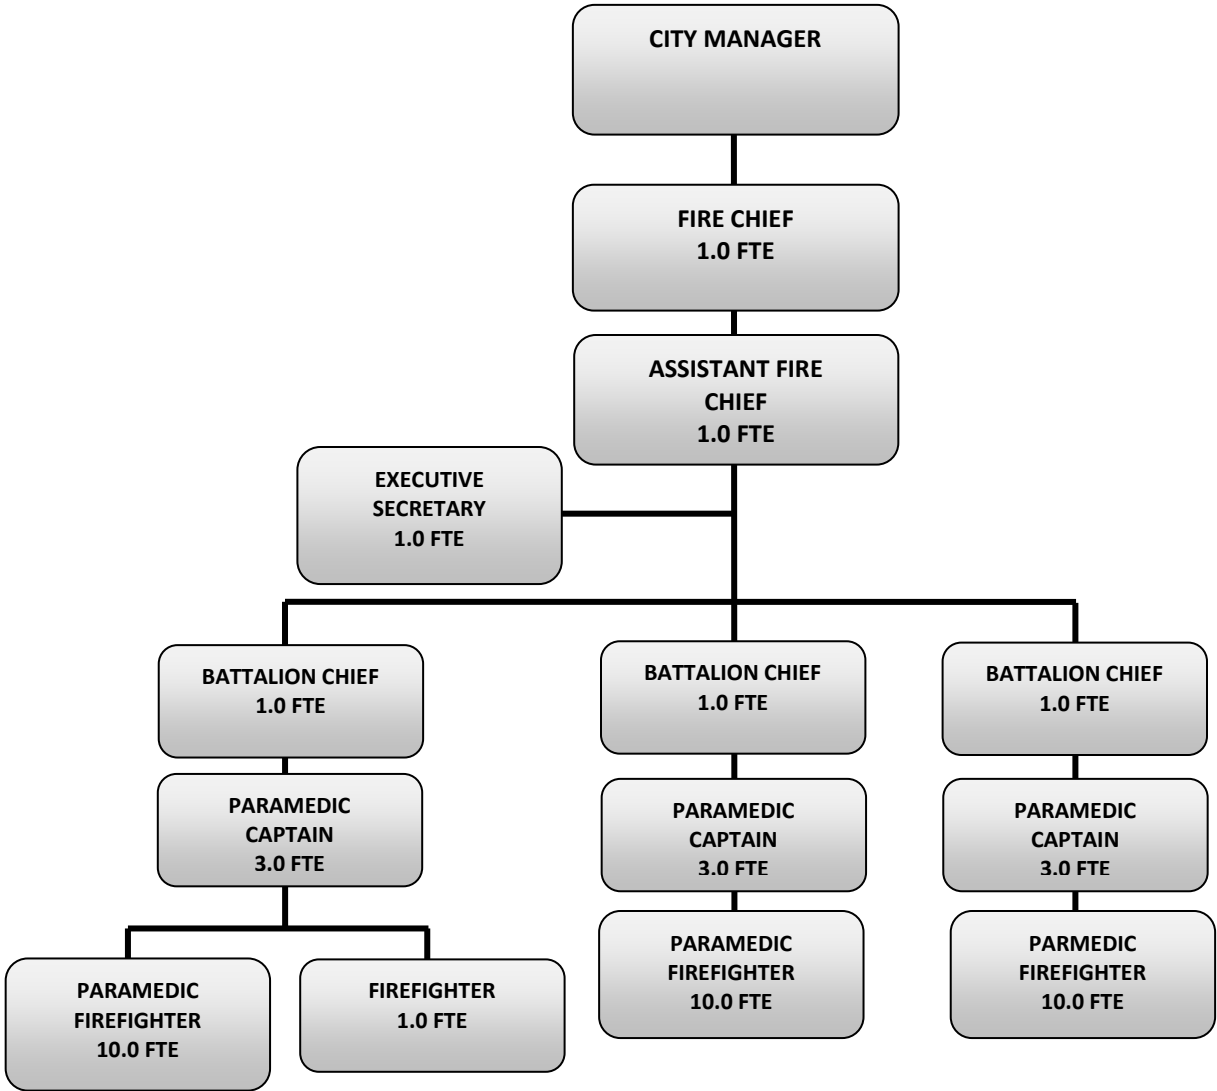 CITY MANAGER
FIRE CHIEF
1.0 FTE
ASSISTANT FIRE
CHIEF
1.0 FTE
EXECUTIVE
SECRETARY
1.0 FTE
BATTALION CHIEF
1.0 FTE
BATTALION CHIEF
1.0 FTE
BATTALION CHIEF
1.0 FTE
PARAMEDIC
CAPTAIN
3.0 FTE
PARAMEDIC
CAPTAIN
3.0 FTE
PARAMEDIC
CAPTAIN
3.0 FTE
PARAMEDIC
FIREFIGHTER
10.0 FTE
FIREFIGHTER
1.0 FTE
PARAMEDIC
FIREFIGHTER
10.0 FTE
PARMEDIC
FIREFIGHTER
10.0 FTE